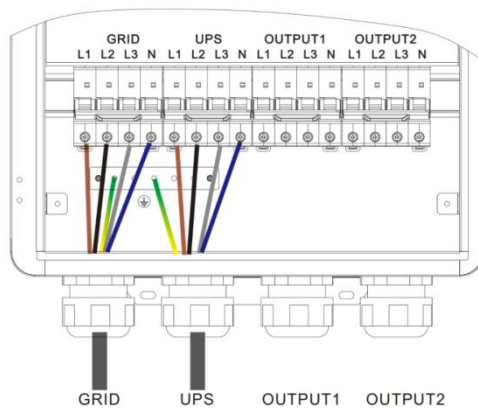 GRID UPS OUTPUT1 OUTPUT2
L1 L2 L3 N L1 L2 L3 N L1 L2 L3 N L1 L2 L3 N
GRID UPS OUTPUT1 OUTPUT2